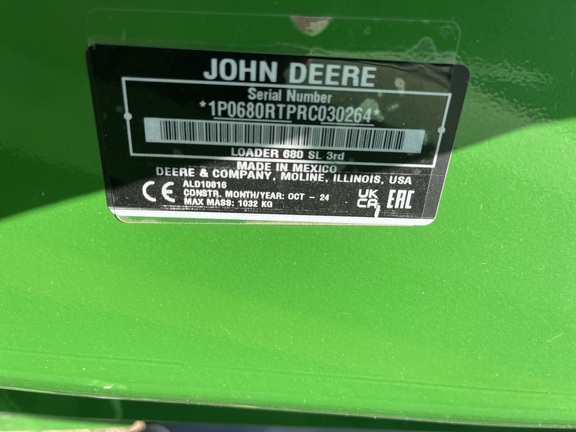 JOHN DEERE
Serial Number
*1P0680RTPRC030264*
LOADER 680 SL 3rd
MADE IN MEXICO
DEERE & COMPANY, MOLINE, ILLINOIS, USA
CE ALD10816
CONSTR. MONTH/YEAR: OCT - 24
MAX MASS: 1032 KG
UK CA EAC